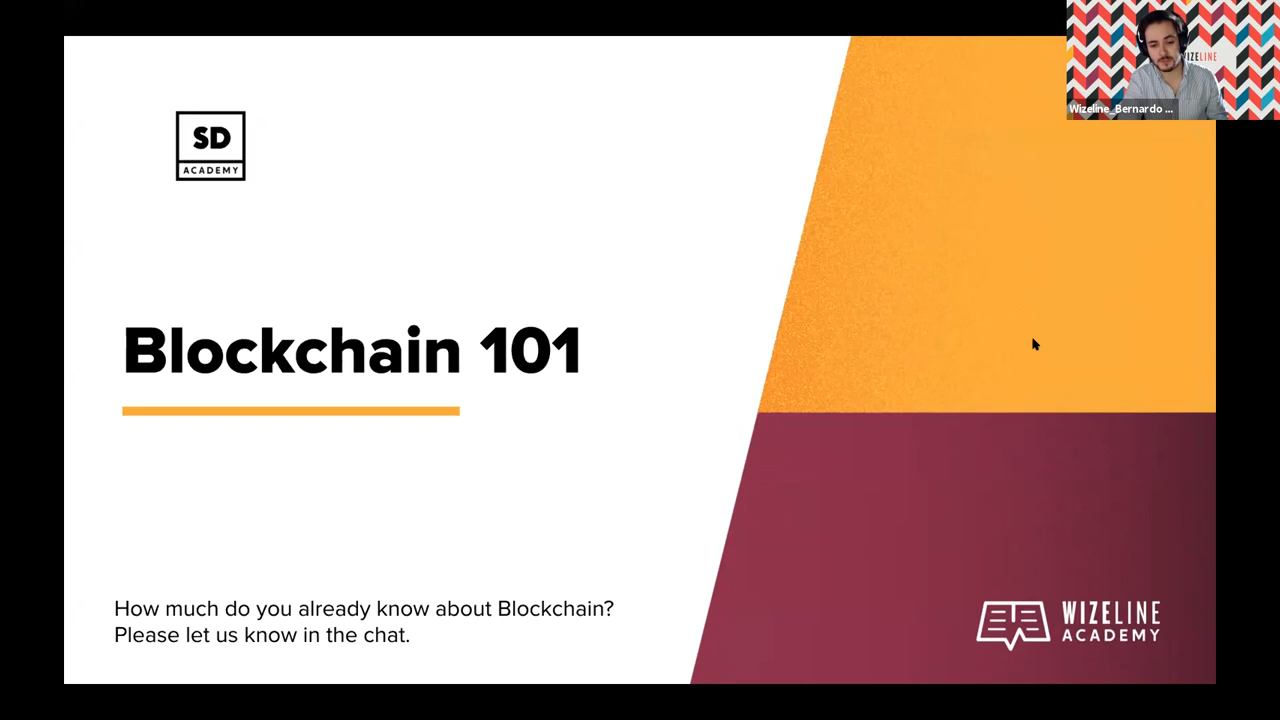 IZELINE
Wizeline_Bernardo ...
SD
ACADEMY
Blockchain 101
How much do you already know about Blockchain?
Please let us know in the chat.
WIZELINE
ACADEMY